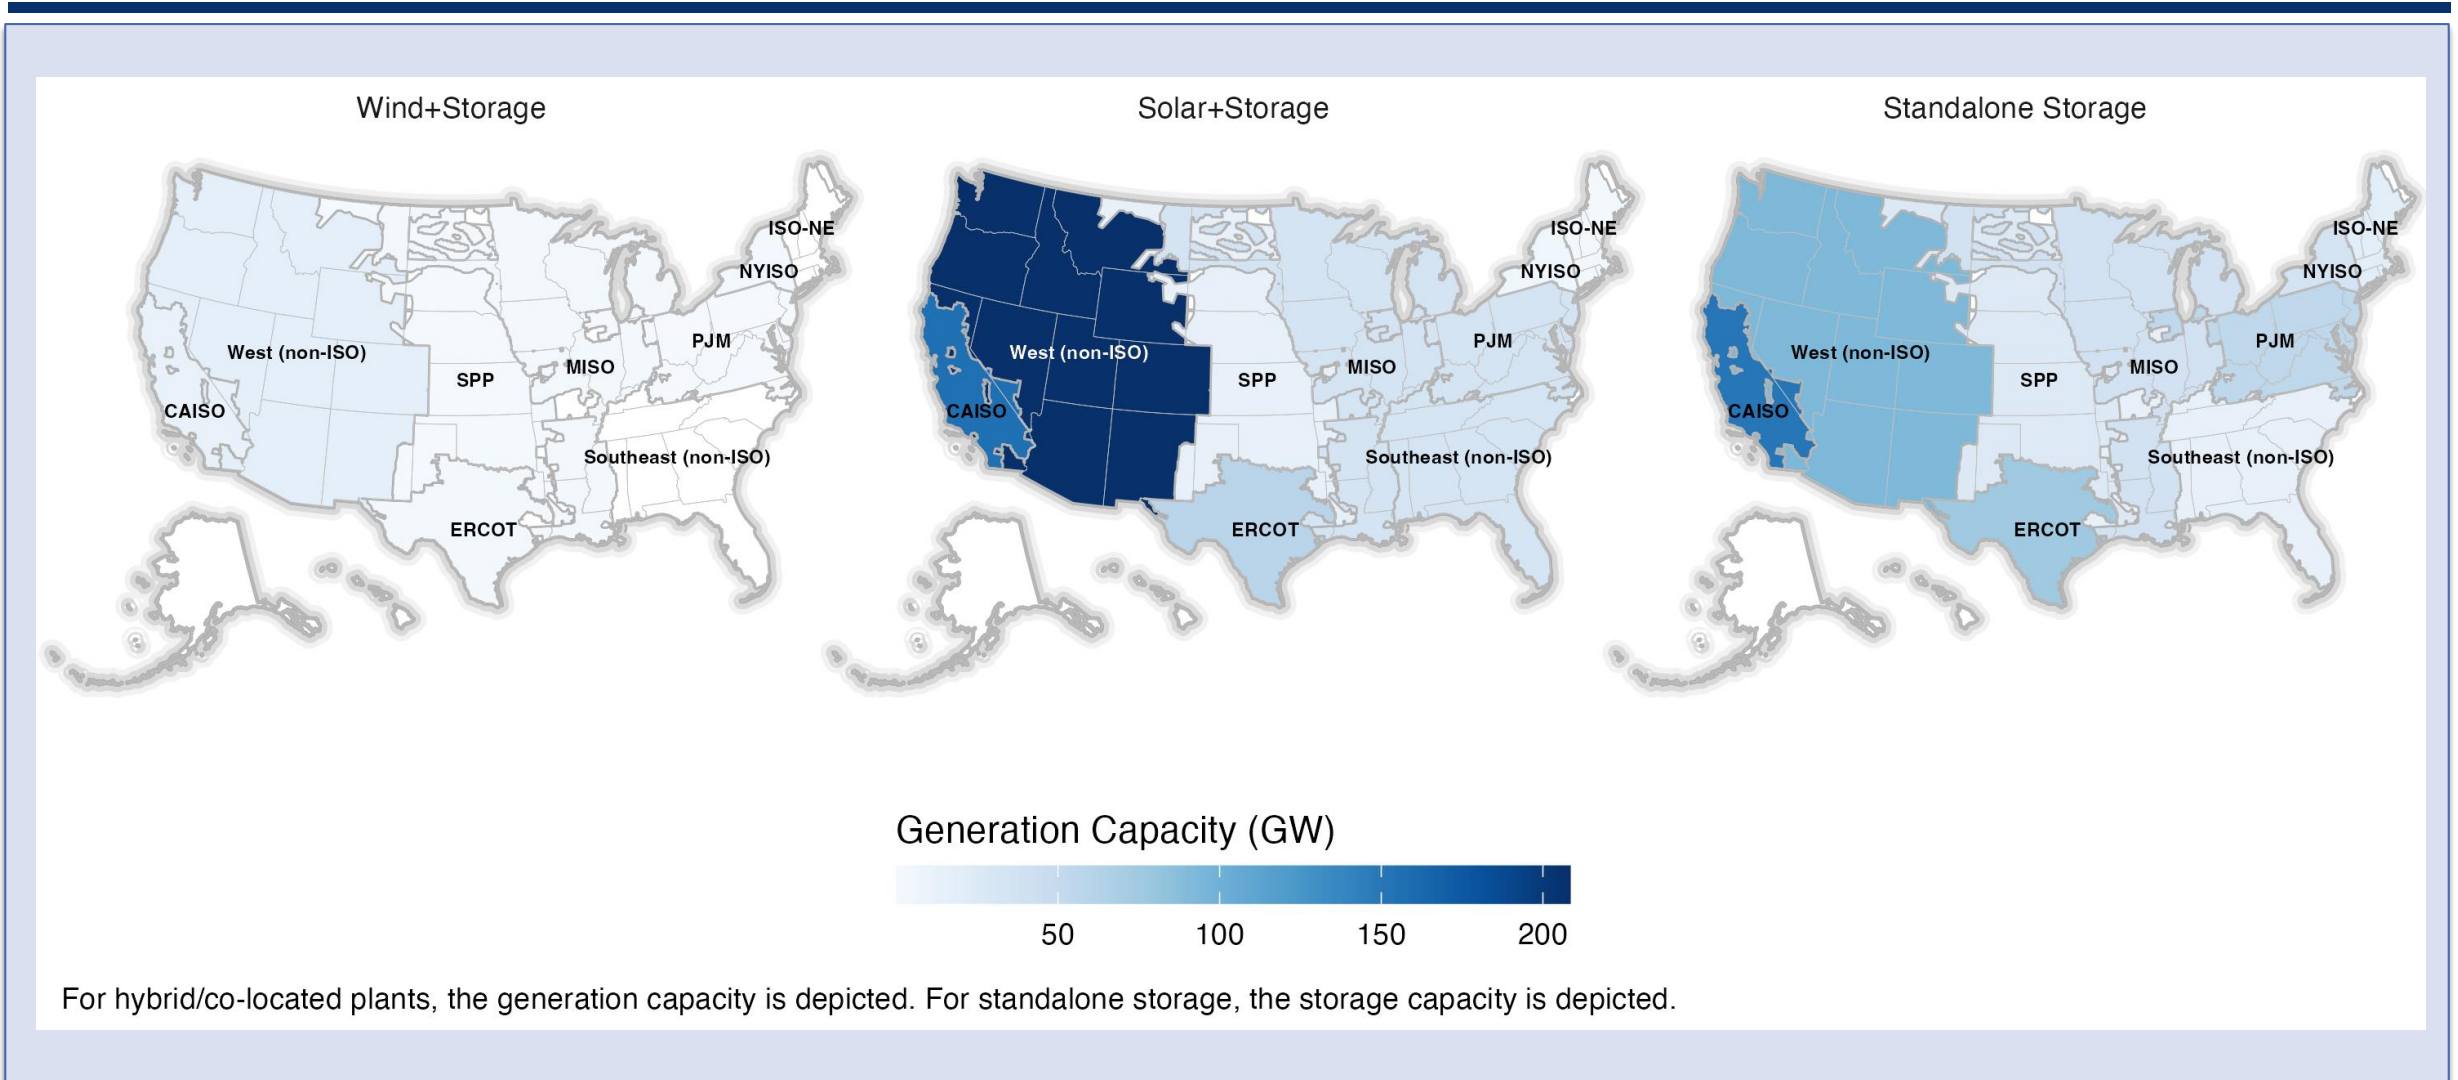 Wind+Storage
ISO-NE
NYISO
PJM
West (non-ISO)
MISO
SPP
CAISO
Southeast (non-ISO)
ERCOT
Solar+Storage
ISO-NE
NYISO
PJM
West (non-ISO)
MISO
SPP
CAISO
Southeast (non-ISO)
ERCOT
Standalone Storage
ISO-NE
NYISO
PJM
West (non-ISO)
MISO
SPP
CAISO
Southeast (non-ISO)
ERCOT
Generation Capacity (GW)
50 100 150 200
For hybrid/co-located plants, the generation capacity is depicted. For standalone storage, the storage capacity is depicted.